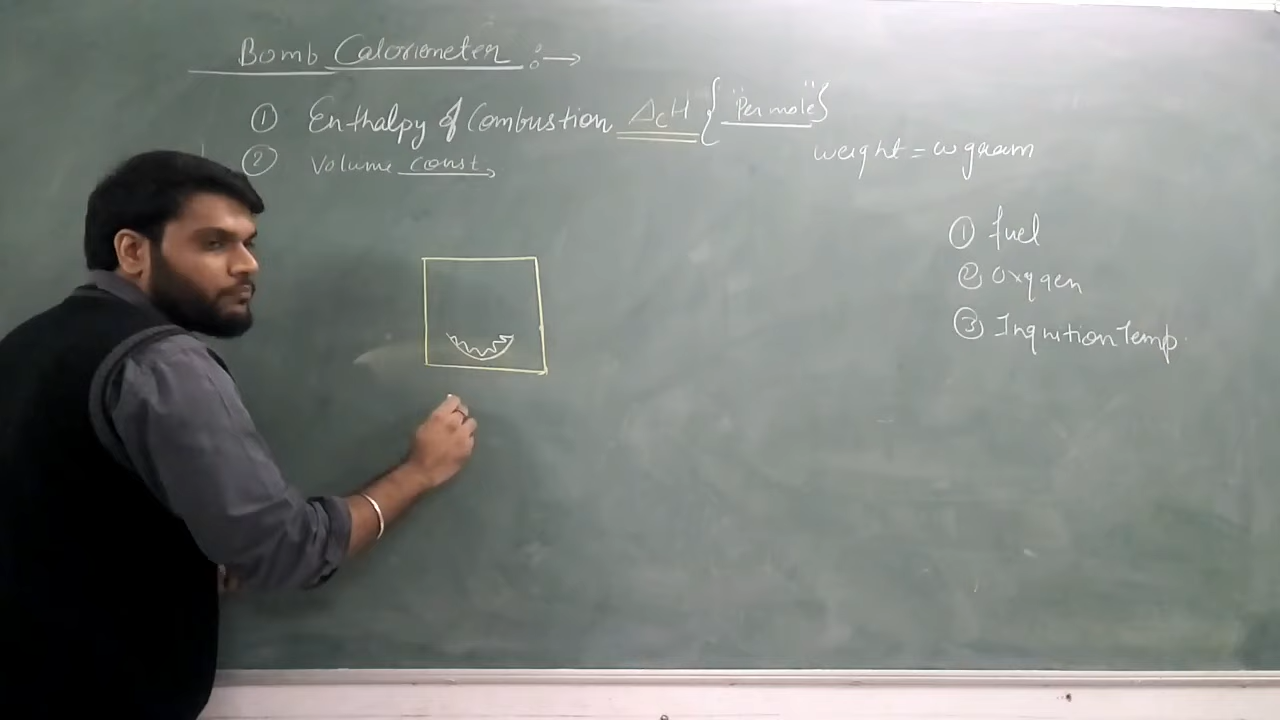 Bomb Calorimeter :→
① Enthalpy of Combustion ΔcH { "Per mole" }
② Volume const,
weight = w gram
① fuel
② Oxygen
③ Ingnition Temp.